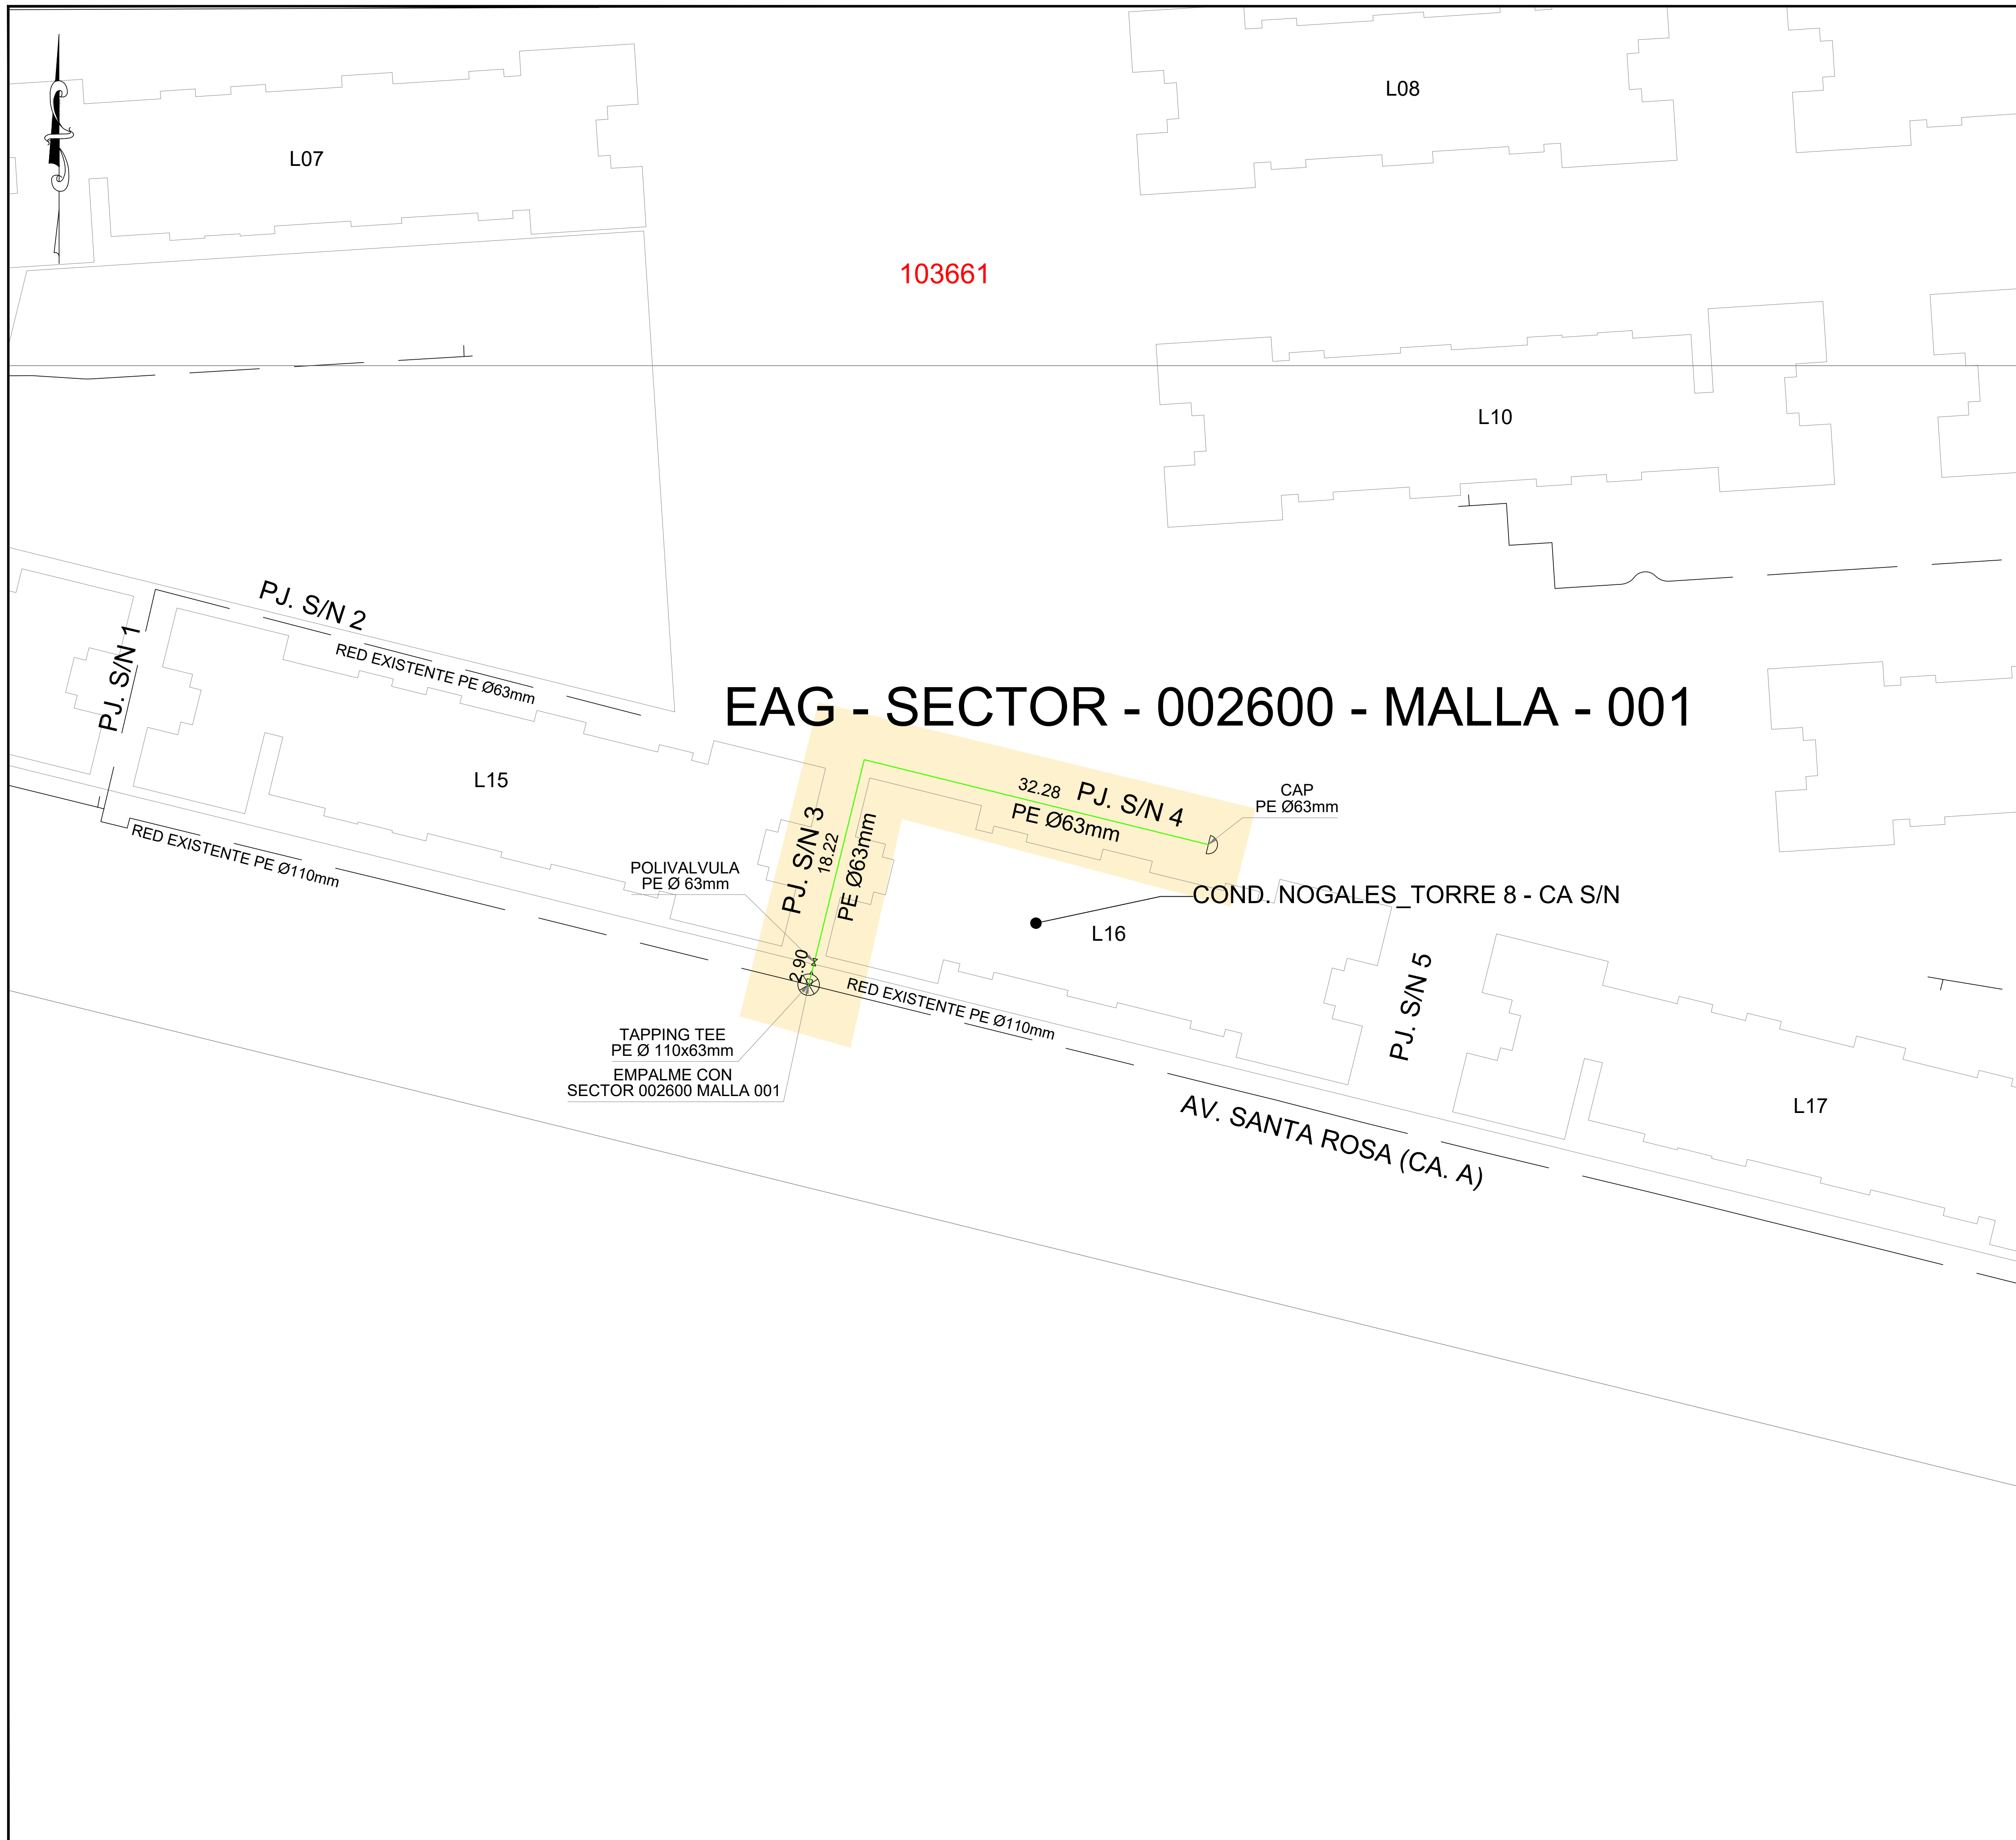 L07
L08
103661
L10
PJ. S/N 2
PJ. S/N 1
RED EXISTENTE PE Ø63mm
EAG - SECTOR - 002600 - MALLA - 001
L15
32.28
PJ. S/N 4
PE Ø63mm
CAP
PE Ø63mm
PJ. S/N 3
18.22
PE Ø63mm
RED EXISTENTE PE Ø110mm
POLIVALVULA
PE Ø 63mm
COND. NOGALES_TORRE 8 - CA S/N
L16
2.90
RED EXISTENTE PE Ø110mm
PJ. S/N 5
TAPPING TEE
PE Ø 110x63mm
EMPALME CON
SECTOR 002600 MALLA 001
AV. SANTA ROSA (CA. A)
L17